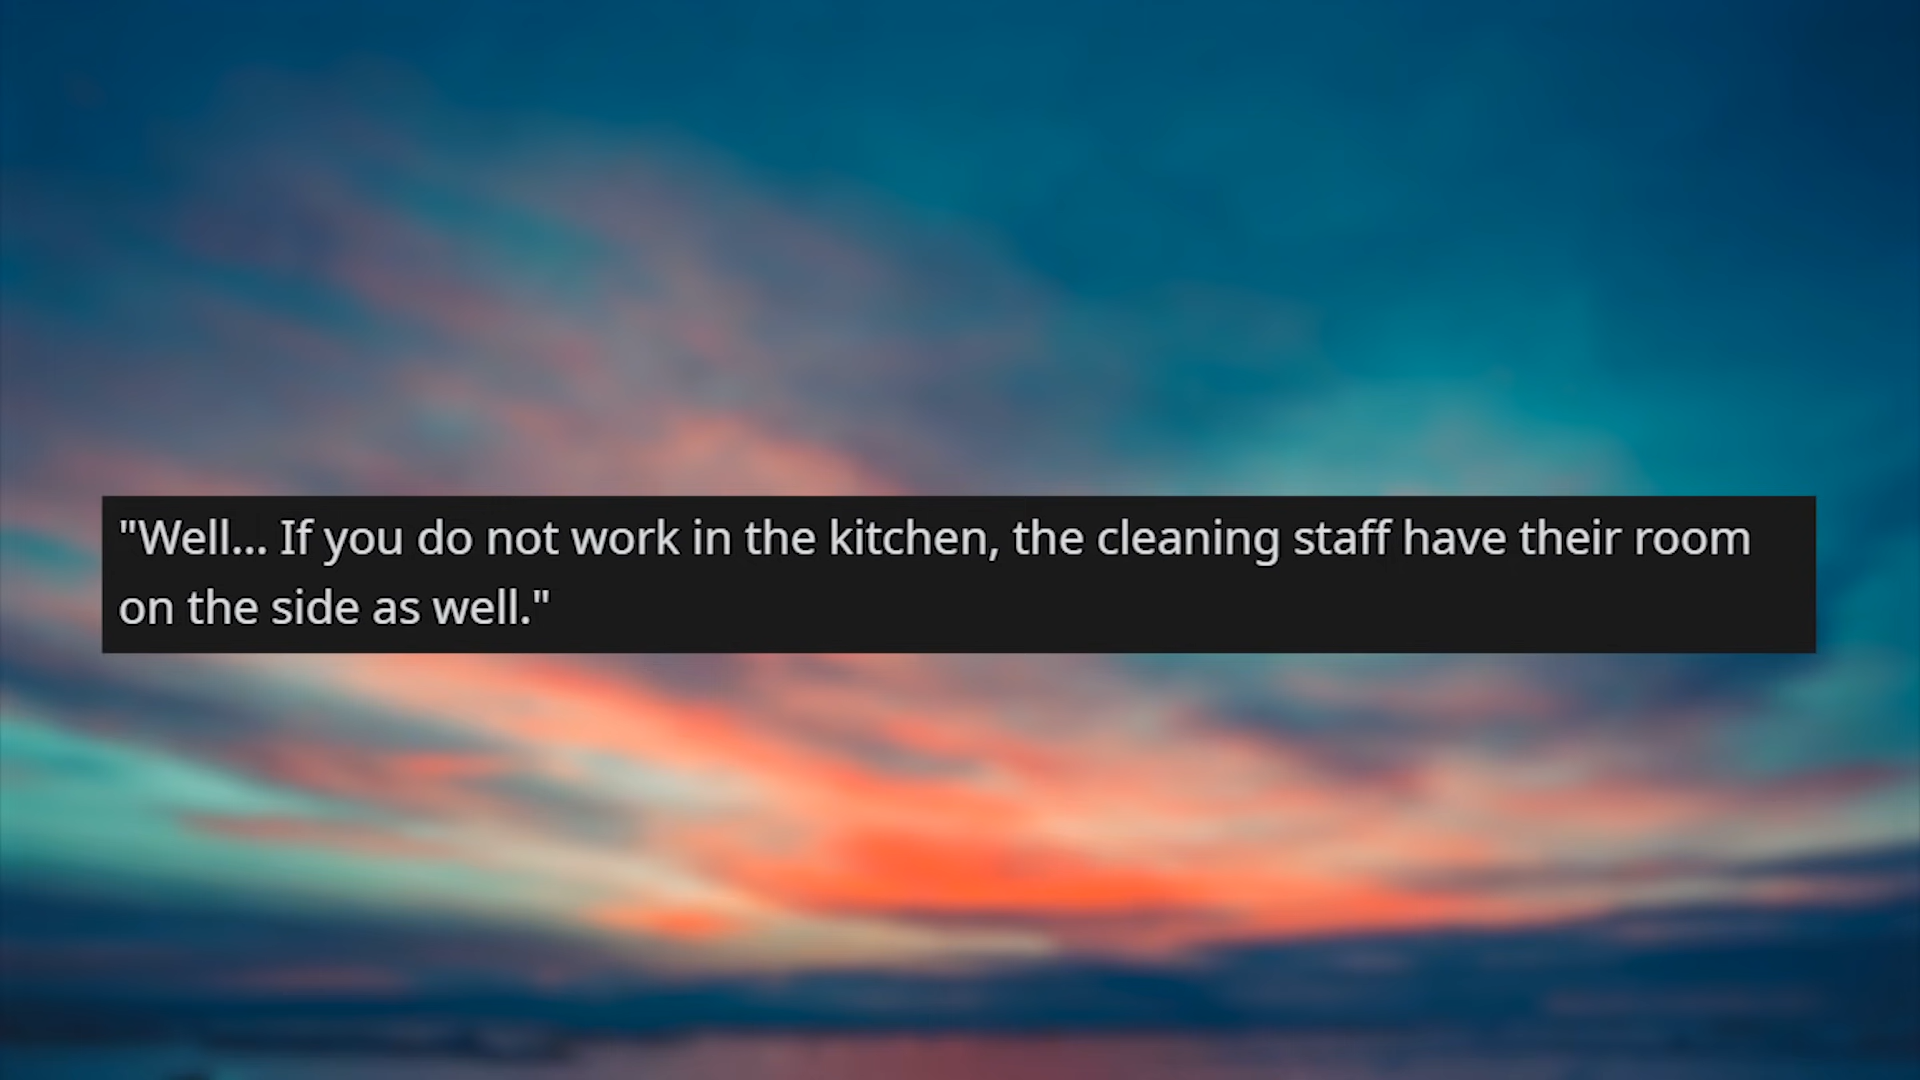 "Well... If you do not work in the kitchen, the cleaning staff have their room
on the side as well."